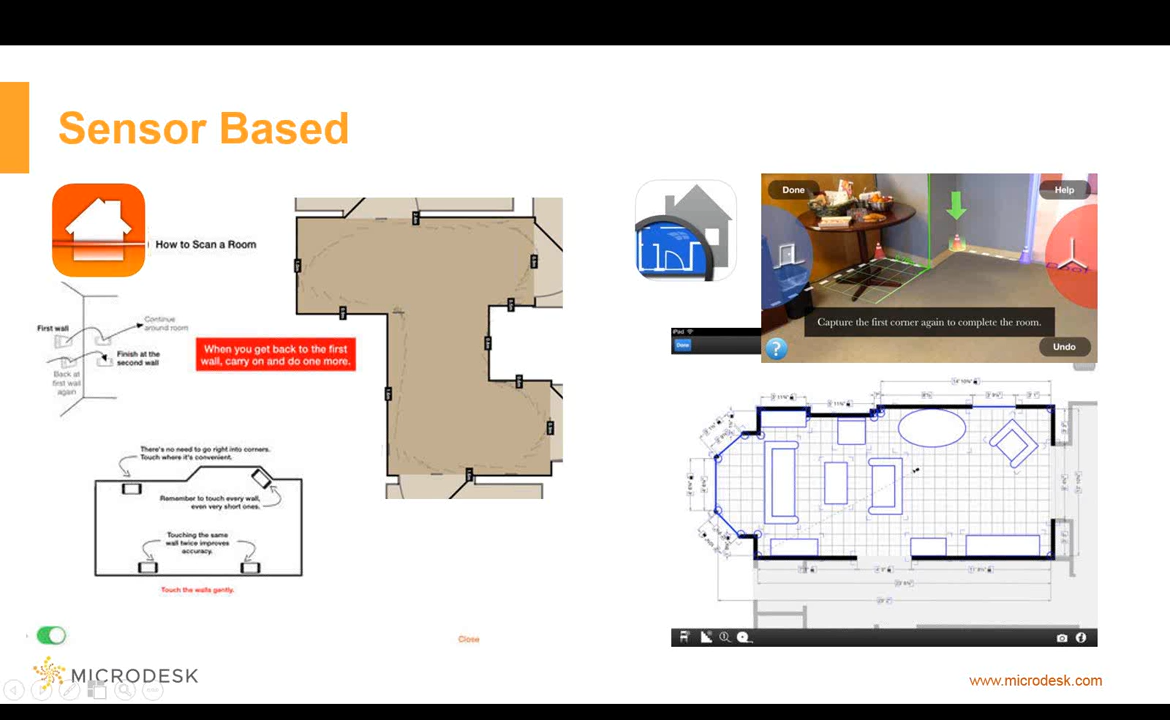 Sensor Based
How to Scan a Room
First wall
Continue
around room
Finish at the
second wall
Back at
first wall
again
When you get back to the first
wall, carry on and do one more.
There's no need to go right into corners.
Touch where it's convenient.
Remember to touch every wall,
even very short ones.
Touching the same
wall twice improves
accuracy.
Touch the walls gently.
Close
Done
Help
Capture the first corner again to complete the room.
?
Undo
iPad
Done
MICRODESK
www.microdesk.com